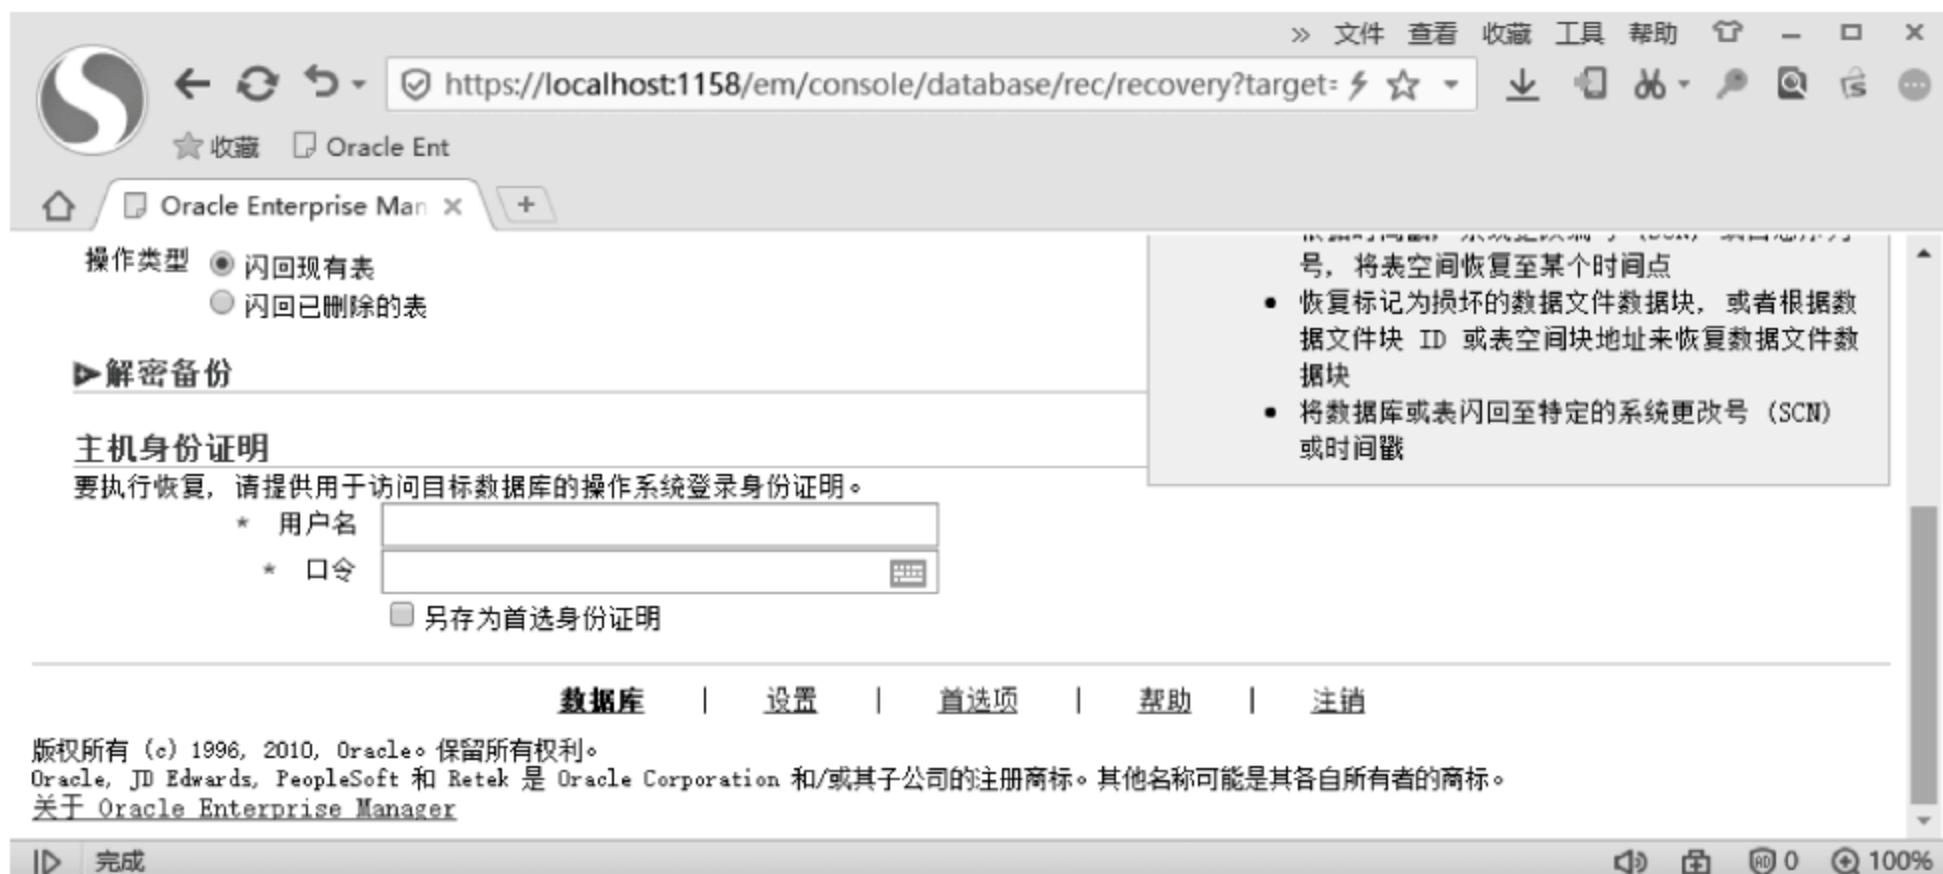 » 文件 查看 收藏 工具 帮助
https://localhost:1158/em/console/database/rec/recovery?target=
收藏 Oracle Ent
Oracle Enterprise Man
操作类型 闪回现有表
闪回已删除的表
号, 将表空间恢复至某个时间点
• 恢复标记为损坏的数据文件数据块, 或者根据数
据文件块 ID 或表空间块地址来恢复数据文件数
据块
• 将数据库或表闪回至特定的系统更改号 (SCN)
或时间戳
解密备份
主机身份证明
要执行恢复, 请提供用于访问目标数据库的操作系统登录身份证明。
* 用户名
* 口令
另存为首选身份证明
数据库 | 设置 | 首选项 | 帮助 | 注销
版权所有 (c) 1996, 2010, Oracle。保留所有权利。
Oracle, JD Edwards, PeopleSoft 和 Retek 是 Oracle Corporation 和/或其子公司的注册商标。其他名称可能是其各自所有者的商标。
关于 Oracle Enterprise Manager
完成
AD 0 100%